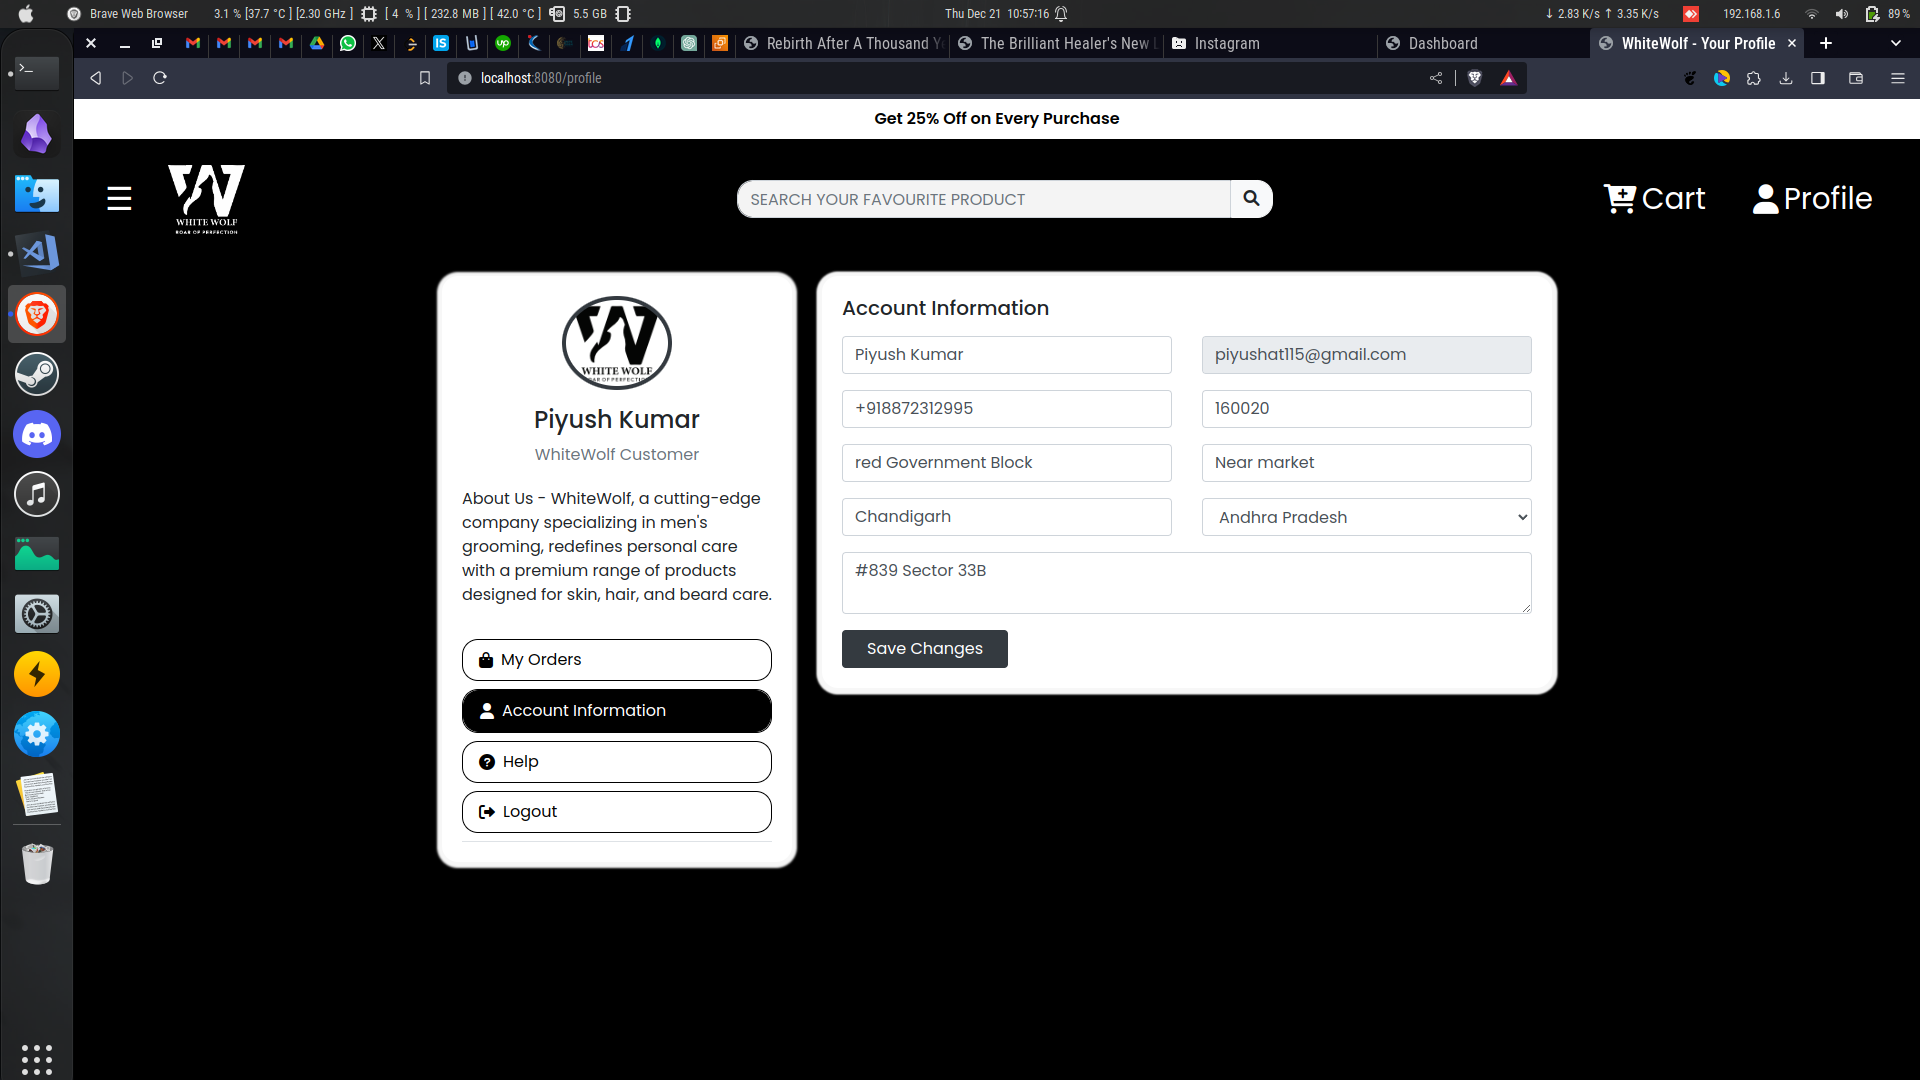 Brave Web Browser 3.1 % [37.7 °C ] [2.30 GHz ] [ 4 % ] [ 232.8 MB ] [ 42.0 °C ] 5.5 GB Thu Dec 21 10:57:16 ↓ 2.83 K/s ↑ 3.35 K/s 192.168.1.6 89 %
Rebirth After A Thousand Y The Brilliant Healer's New L Instagram Dashboard WhiteWolf - Your Profile
localhost:8080/profile
Get 25% Off on Every Purchase
WHITE WOLF
ROAR OF PERFECTION
SEARCH YOUR FAVOURITE PRODUCT
Cart
Profile
WHITE WOLF
ROAR OF PERFECTION
Piyush Kumar
WhiteWolf Customer
About Us - WhiteWolf, a cutting-edge
company specializing in men's
grooming, redefines personal care
with a premium range of products
designed for skin, hair, and beard care.
My Orders
Account Information
Help
Logout
Account Information
Piyush Kumar
piyushat115@gmail.com
+918872312995
160020
red Government Block
Near market
Chandigarh
Andhra Pradesh
#839 Sector 33B
Save Changes